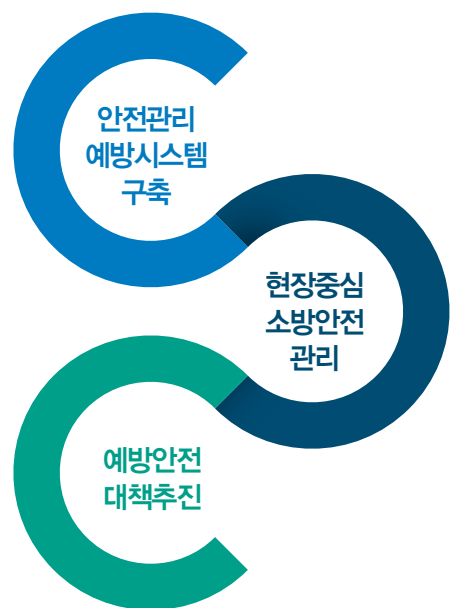 안전관리
예방시스템
구축
현장중심
소방안전
관리
예방안전
대책추진